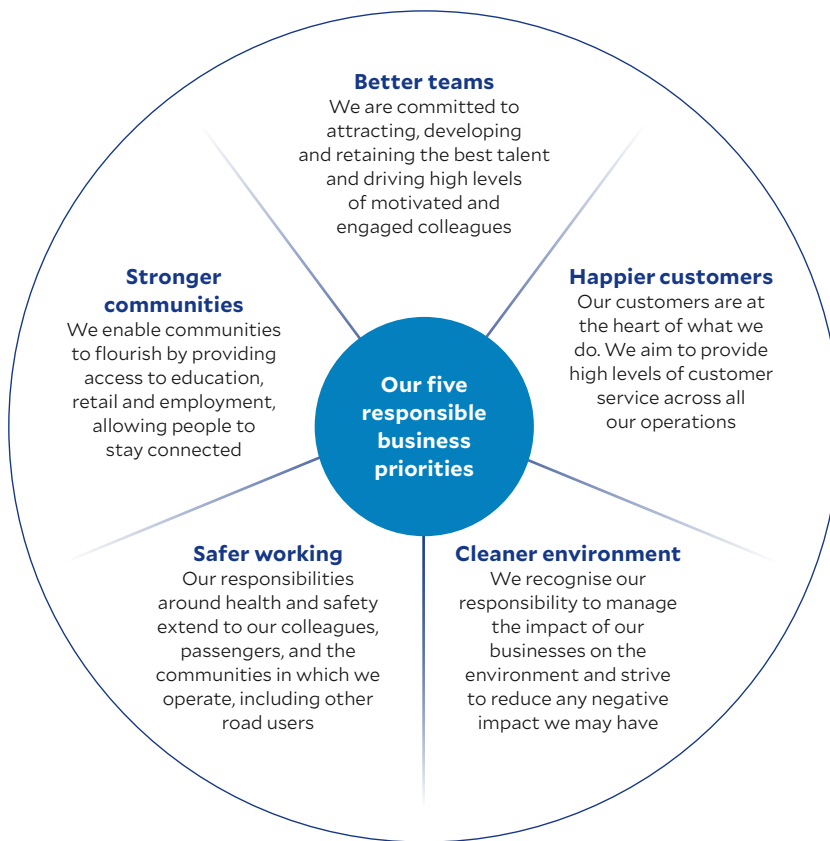 Better teams
We are committed to
attracting, developing
and retaining the best talent
and driving high levels
of motivated and
engaged colleagues
Happier customers
Our customers are at
the heart of what we
do. We aim to provide
high levels of customer
service across all
our operations
Cleaner environment
We recognise our
responsibility to manage
the impact of our
businesses on the
environment and strive
to reduce any negative
impact we may have
Safer working
Our responsibilities
around health and safety
extend to our colleagues,
passengers, and the
communities in which we
operate, including other
road users
Stronger
communities
We enable communities
to flourish by providing
access to education,
retail and employment,
allowing people to
stay connected
Our five
responsible
business
priorities